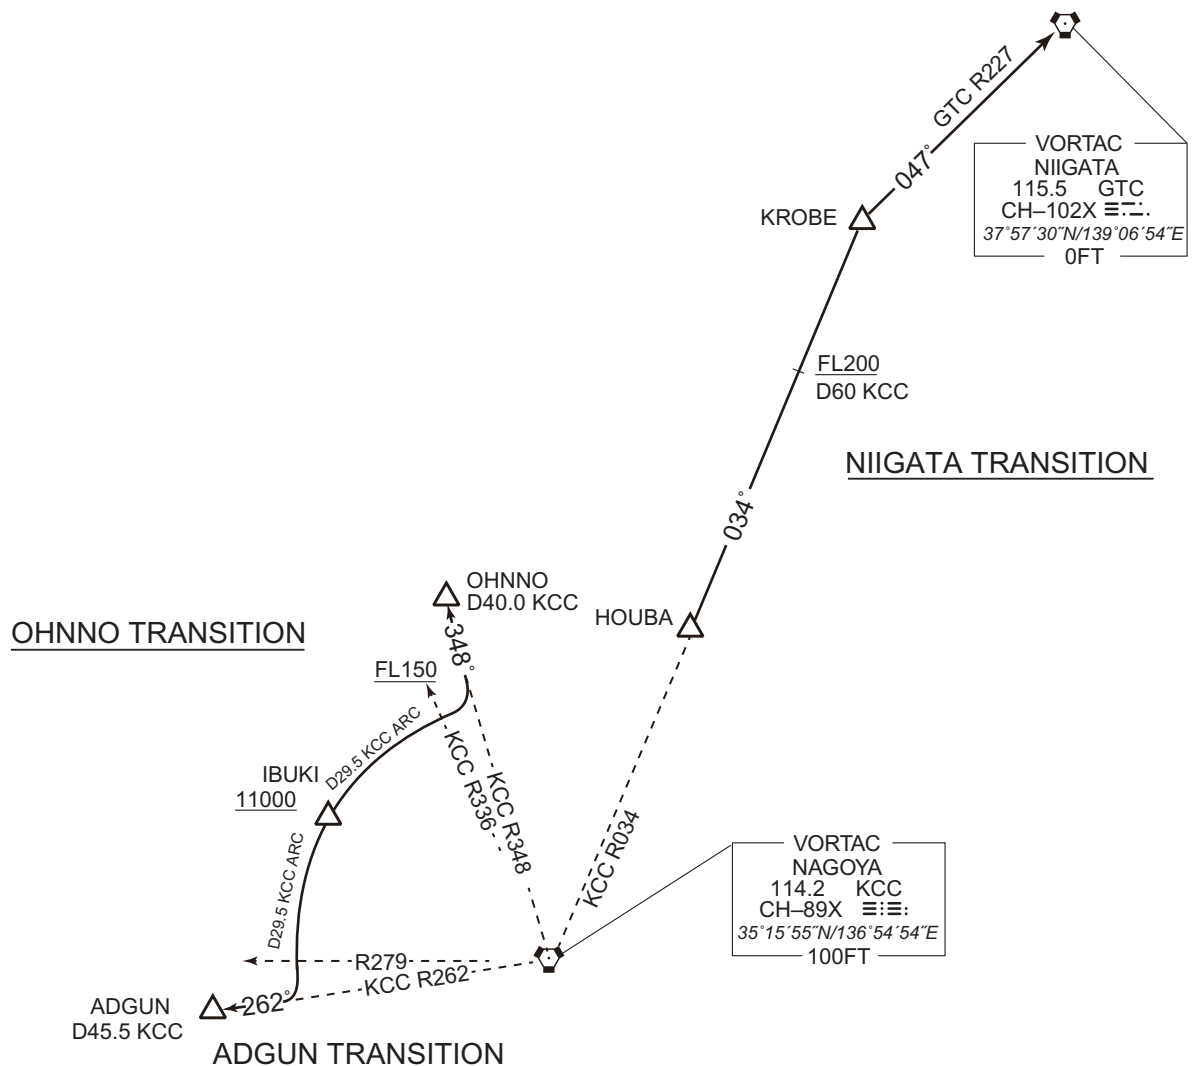 GTC R227
047°
VORTAC
NIIGATA
115.5 GTC
CH–102X
37°57´30˝N/139°06´54˝E
0FT
KROBE
FL200
D60 KCC
NIIGATA TRANSITION
034°
OHNNO
D40.0 KCC
HOUBA
OHNNO TRANSITION
348°
FL150
D29.5 KCC ARC
IBUKI
11000
KCC R336
KCC R348
KCC R034
D29.5 KCC ARC
VORTAC
NAGOYA
114.2 KCC
CH–89X
35°15´55˝N/136°54´54˝E
100FT
R279
KCC R262
262°
ADGUN
D45.5 KCC
ADGUN TRANSITION